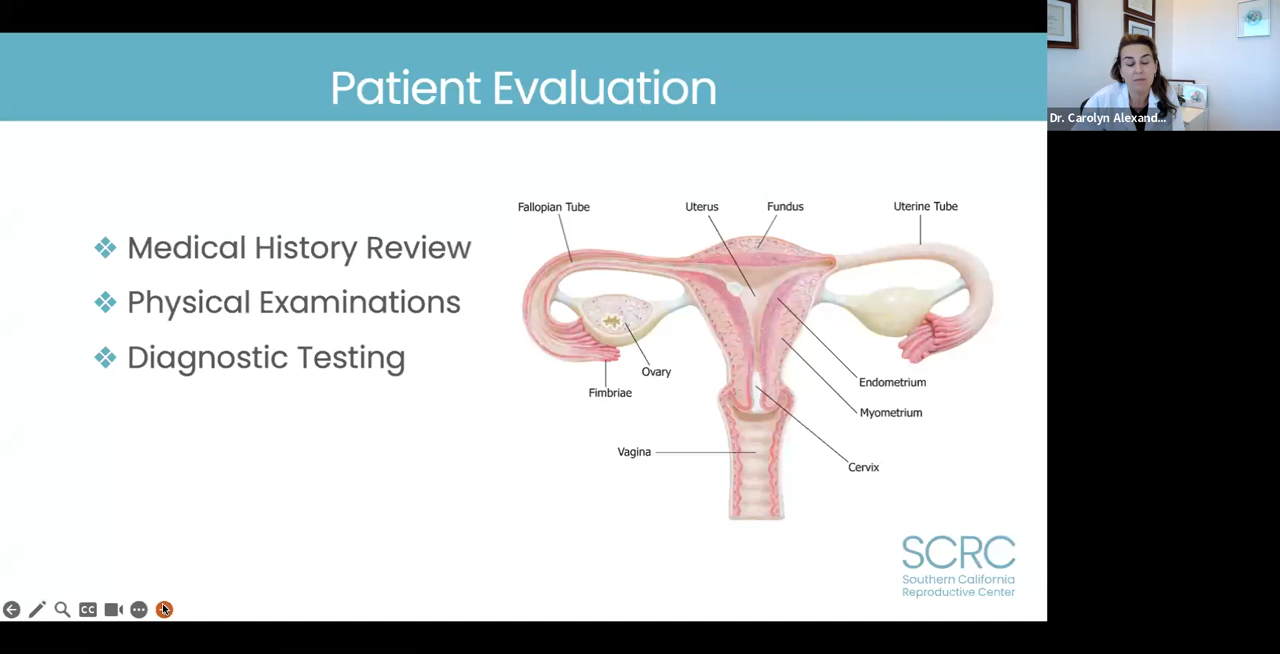 Patient Evaluation
Dr. Carolyn Alexand...
Medical History Review
Physical Examinations
Diagnostic Testing
Fallopian Tube
Uterus
Fundus
Uterine Tube
Ovary
Fimbriae
Endometrium
Myometrium
Vagina
Cervix
SCRC
Southern California
Reproductive Center
CC